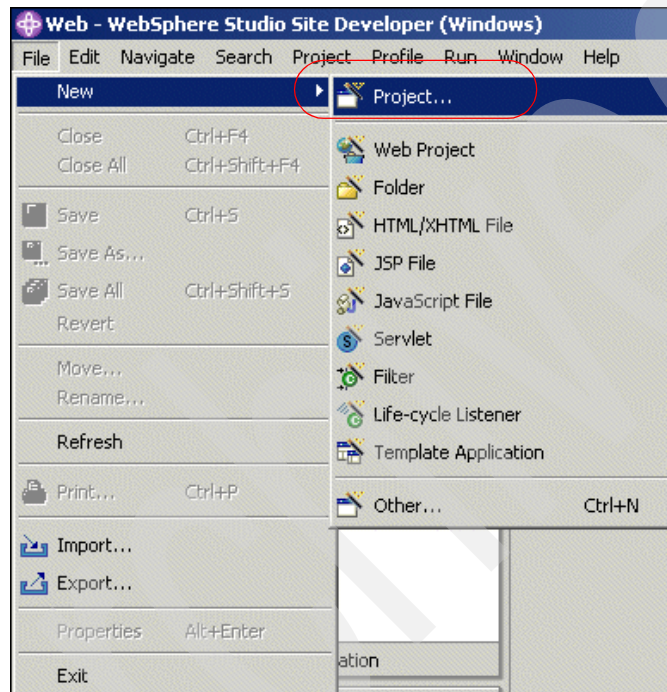 Web - WebSphere Studio Site Developer (Windows)
File Edit Navigate Search Project Profile Run Window Help
New
Close Ctrl+F4
Close All Ctrl+Shift+F4
Save Ctrl+S
Save As...
Save All Ctrl+Shift+S
Revert
Move...
Rename...
Refresh
Print... Ctrl+P
Import...
Export...
Properties Alt+Enter
Exit
Project...
Web Project
Folder
HTML/XHTML File
JSP File
JavaScript File
Servlet
Filter
Life-cycle Listener
Template Application
Other... Ctrl+N
ation